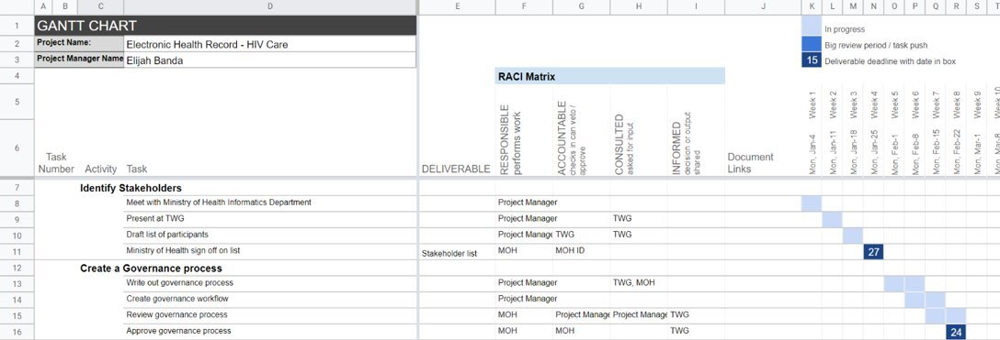 A B C D E F G H I J K L M N O P Q R S T
1 GANTT CHART In progress
2 Project Name: Electronic Health Record - HIV Care Big review period / task push
3 Project Manager Name Elijah Banda 15 Deliverable deadline with date in box
4 RACI Matrix
5 Week 1 Week 2 Week 3 Week 4 Week 5 Week 6 Week 7 Week 8 Week 9 Week 10
6 Task Number Activity Task DELIVERABLE RESPONSIBLE performs work ACCOUNTABLE checks in can veto / approve CONSULTED asked for input INFORMED decision or output shared Document Links Mon, Jan-4 Mon, Jan-11 Mon, Jan-18 Mon, Jan-25 Mon, Feb-1 Mon, Feb-8 Mon, Feb-15 Mon, Feb-22 Mon, Mar-1 Mon, Mar-8
7 Identify Stakeholders
8 Meet with Ministry of Health Informatics Department Project Manager
9 Present at TWG Project Manager TWG
10 Draft list of participants Project Manage TWG TWG
11 Ministry of Health sign off on list Stakeholder list MOH MOH ID 27
12 Create a Governance process
13 Write out governance process Project Manager TWG, MOH
14 Create governance workflow Project Manager
15 Review governance process MOH Project Manage Project Manage TWG
16 Approve governance process MOH MOH TWG 24